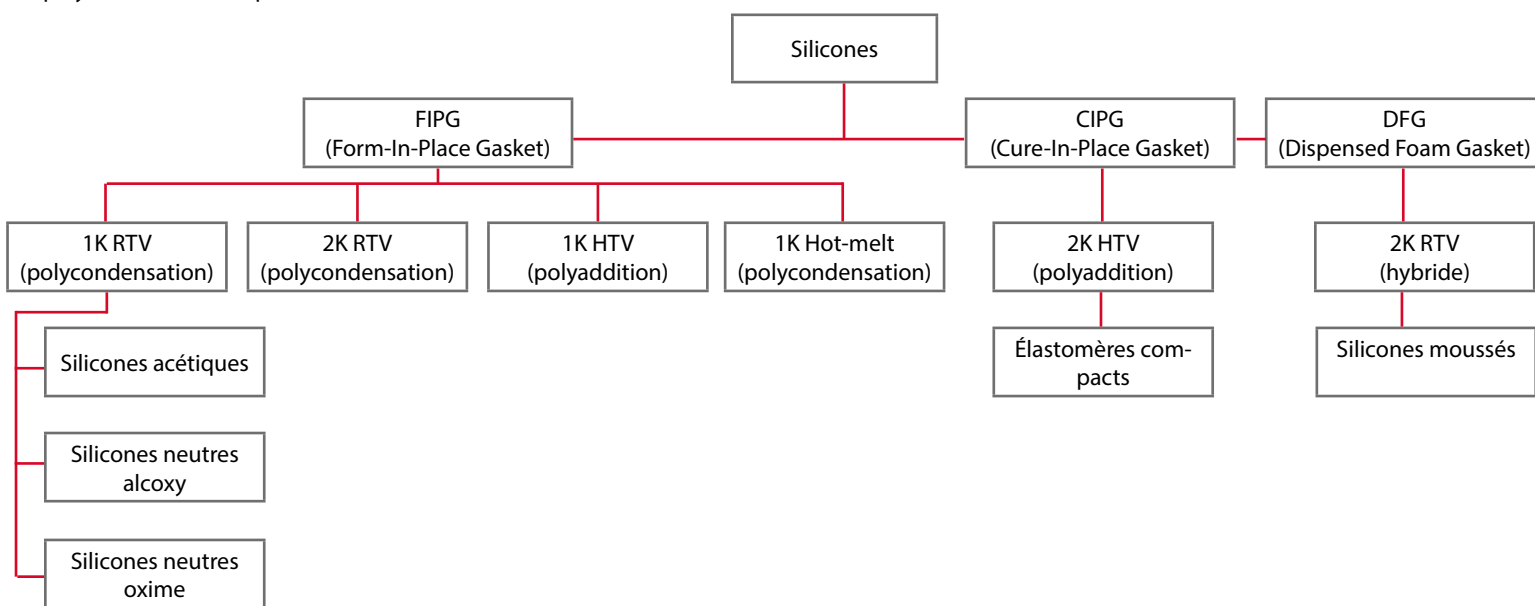 Silicones
FIPG
(Form-In-Place Gasket)
CIPG
(Cure-In-Place Gasket)
DFG
(Dispensed Foam Gasket)
1K RTV
(polycondensation)
2K RTV
(polycondensation)
1K HTV
(polyaddition)
1K Hot-melt
(polycondensation)
2K HTV
(polyaddition)
2K RTV
(hybride)
Silicones acétiques
Élastomères com-
pacts
Silicones moussés
Silicones neutres
alcoxy
Silicones neutres
oxime